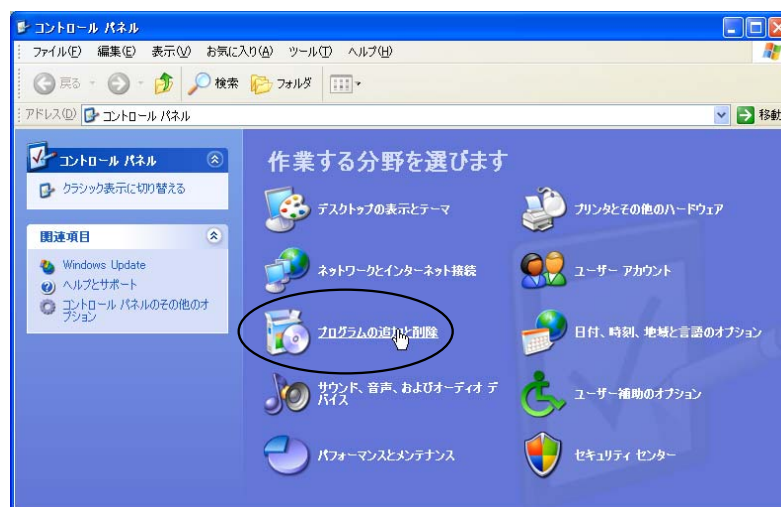 コントロール パネル
ファイル(F) 編集(E) 表示(V) お気に入り(A) ツール(T) ヘルプ(H)
戻る 検索 フォルダ
アドレス(D) コントロール パネル 移動
コントロール パネル
クラシック表示に切り替える
関連項目
Windows Update
ヘルプとサポート
コントロール パネルのその他のオ
プション
作業する分野を選びます
デスクトップの表示とテーマ
プリンタとその他のハードウェア
ネットワークとインターネット接続
ユーザー アカウント
プログラムの追加と削除
日付、時刻、地域と言語のオプション
サウンド、音声、およびオーディオ デ
バイス
ユーザー補助のオプション
パフォーマンスとメンテナンス
セキュリティ センター